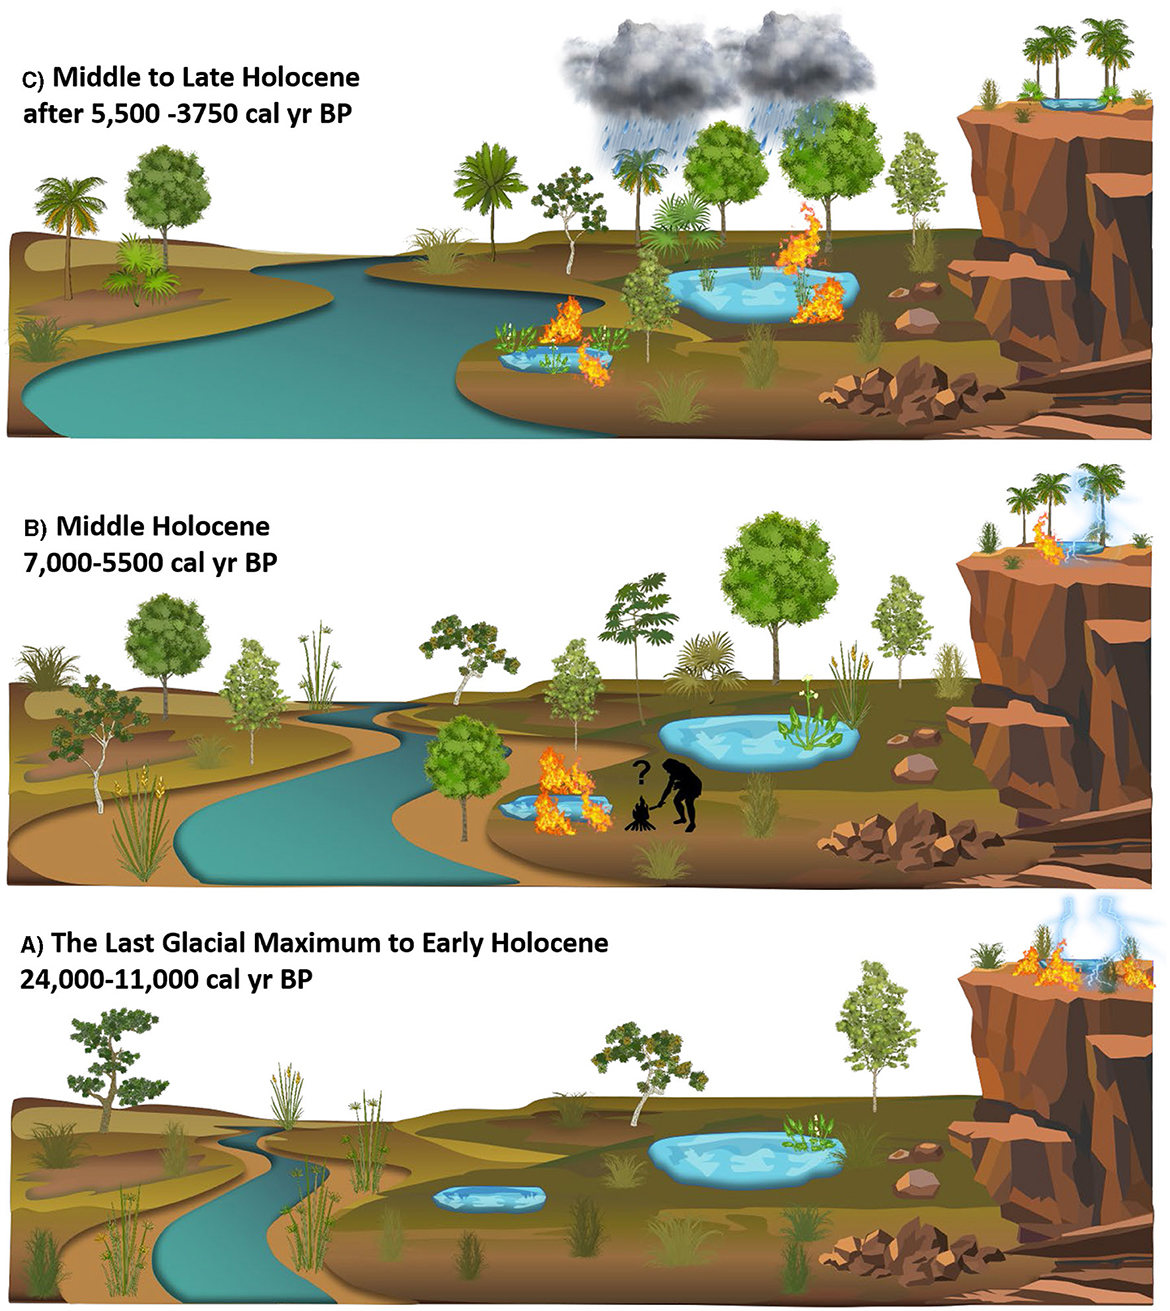 C) Middle to Late Holocene
after 5,500 -3750 cal yr BP
B) Middle Holocene
7,000-5500 cal yr BP
?
A) The Last Glacial Maximum to Early Holocene
24,000-11,000 cal yr BP